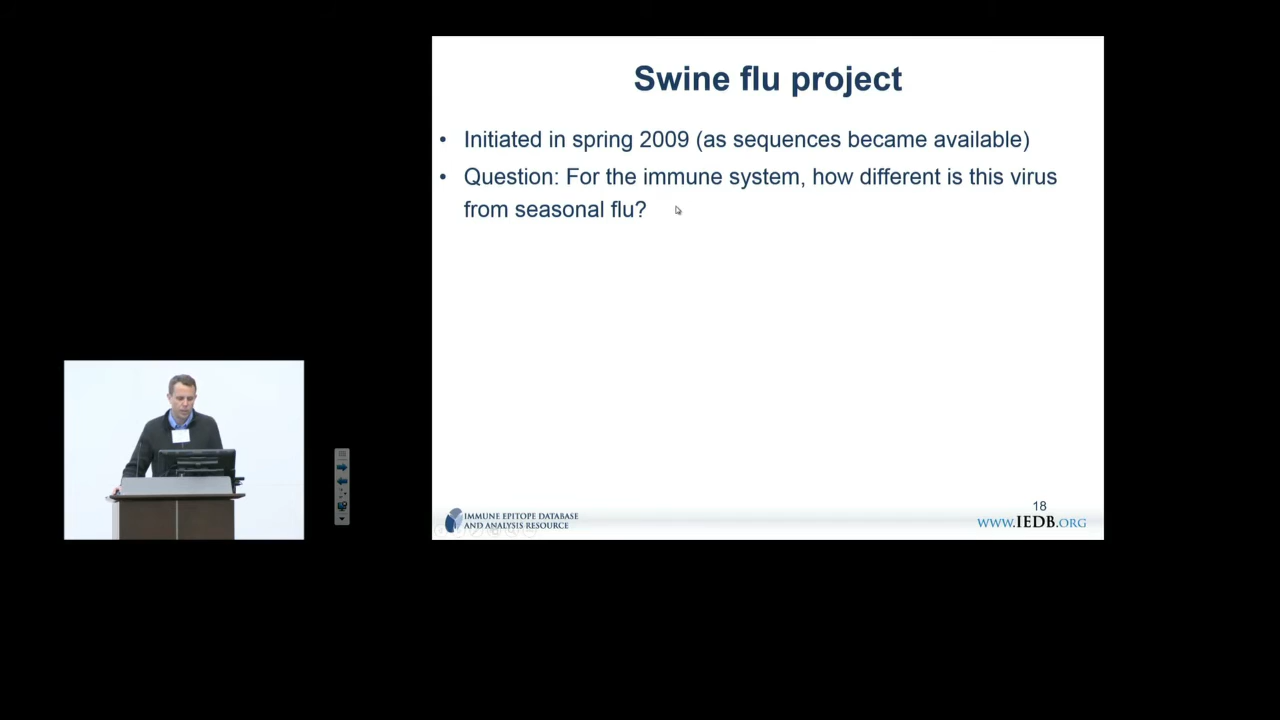 Swine flu project
• Initiated in spring 2009 (as sequences became available)
• Question: For the immune system, how different is this virus
from seasonal flu?
IMMUNE EPITOPE DATABASE
AND ANALYSIS RESOURCE
18
WWW.IEDB.ORG